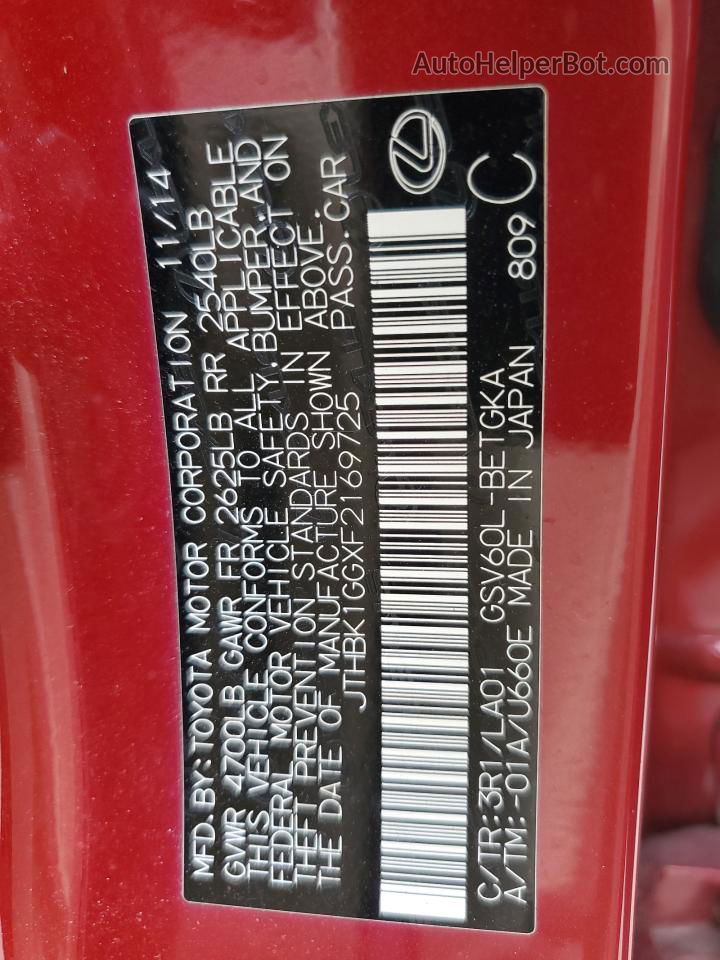 AutoHelperBot.com
MFD.BY:TOYOTA MOTOR CORPORATION 11/14
GVWR 4700LB GAWR FR 2625LB RR 2540LB
THIS VEHICLE CONFORMS TO ALL APPLICABLE
FEDERAL MOTOR VEHICLE SAFETY.BUMPER.AND
THEFT PREVENTION STANDARDS IN EFFECT ON
THE DATE OF MANUFACTURE SHOWN ABOVE.
JTHBK1GGXF2169725 PASS.CAR
C/TR:3R1/LA01 GSV60L-BETGKA
A/TM:-01A/U660E MADE IN JAPAN 809 C